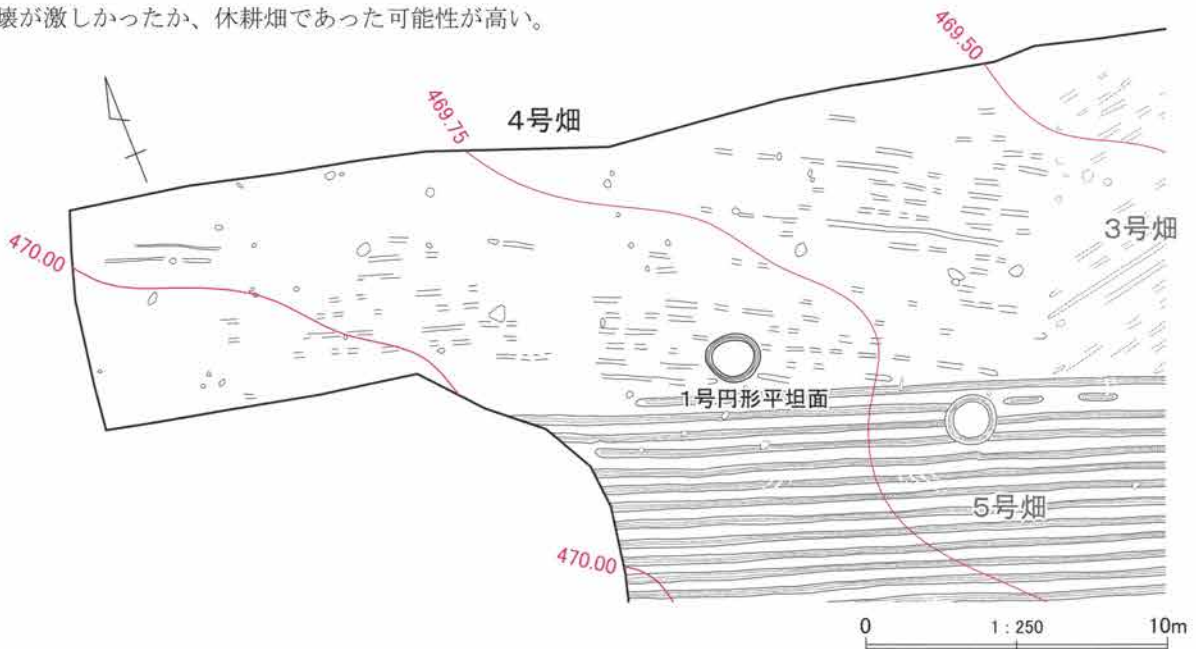 壊が激しかったか、休耕畑であった可能性が高い。
469.50
469.75
4号畑
3号畑
470.00
1号円形平坦面
5号畑
470.00
0 1：250 10m